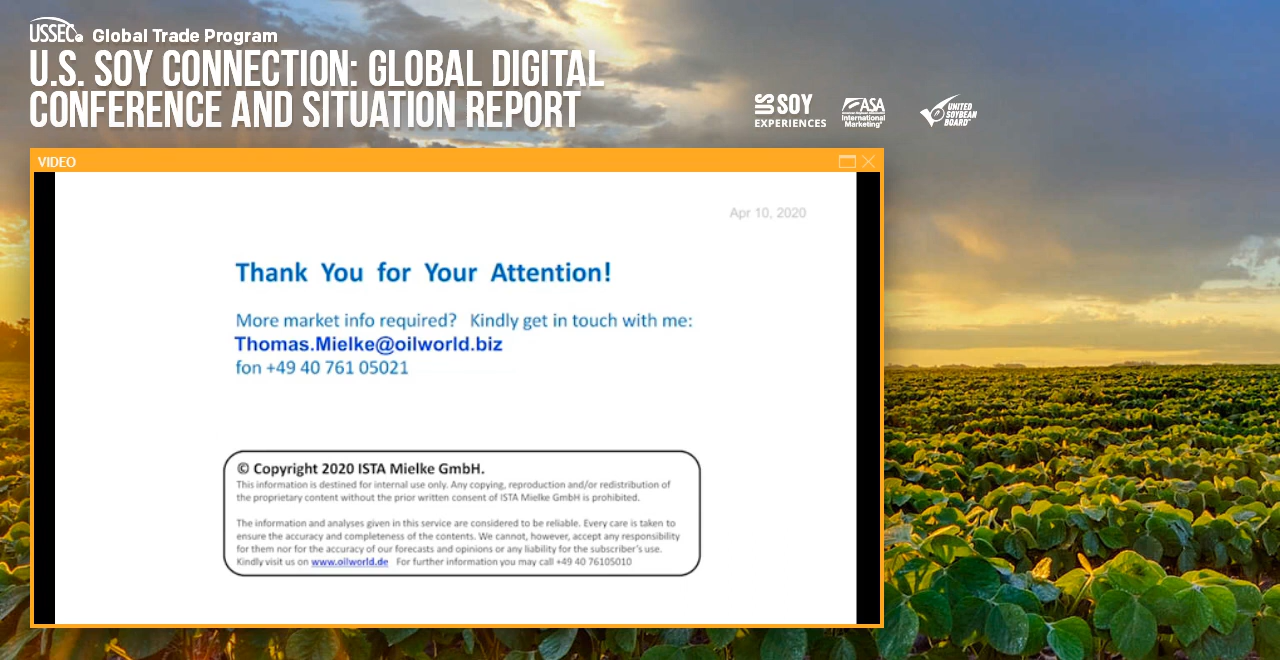 USSEC Global Trade Program
U.S. SOY CONNECTION: GLOBAL DIGITAL
CONFERENCE AND SITUATION REPORT
US SOY
EXPERIENCES
ASA
International
Marketing
UNITED
SOYBEAN
BOARD
VIDEO
Apr 10, 2020
Thank You for Your Attention!
More market info required? Kindly get in touch with me:
Thomas.Mielke@oilworld.biz
fon +49 40 761 05021
© Copyright 2020 ISTA Mielke GmbH.
This information is destined for internal use only. Any copying, reproduction and/or redistribution of
the proprietary content without the prior written consent of ISTA Mielke GmbH is prohibited.
The information and analyses given in this service are considered to be reliable. Every care is taken to
ensure the accuracy and completeness of the contents. We cannot, however, accept any responsibility
for them nor for the accuracy of our forecasts and opinions or any liability for the subscriber's use.
Kindly visit us on www.oilworld.de For further information you may call +49 40 76105010